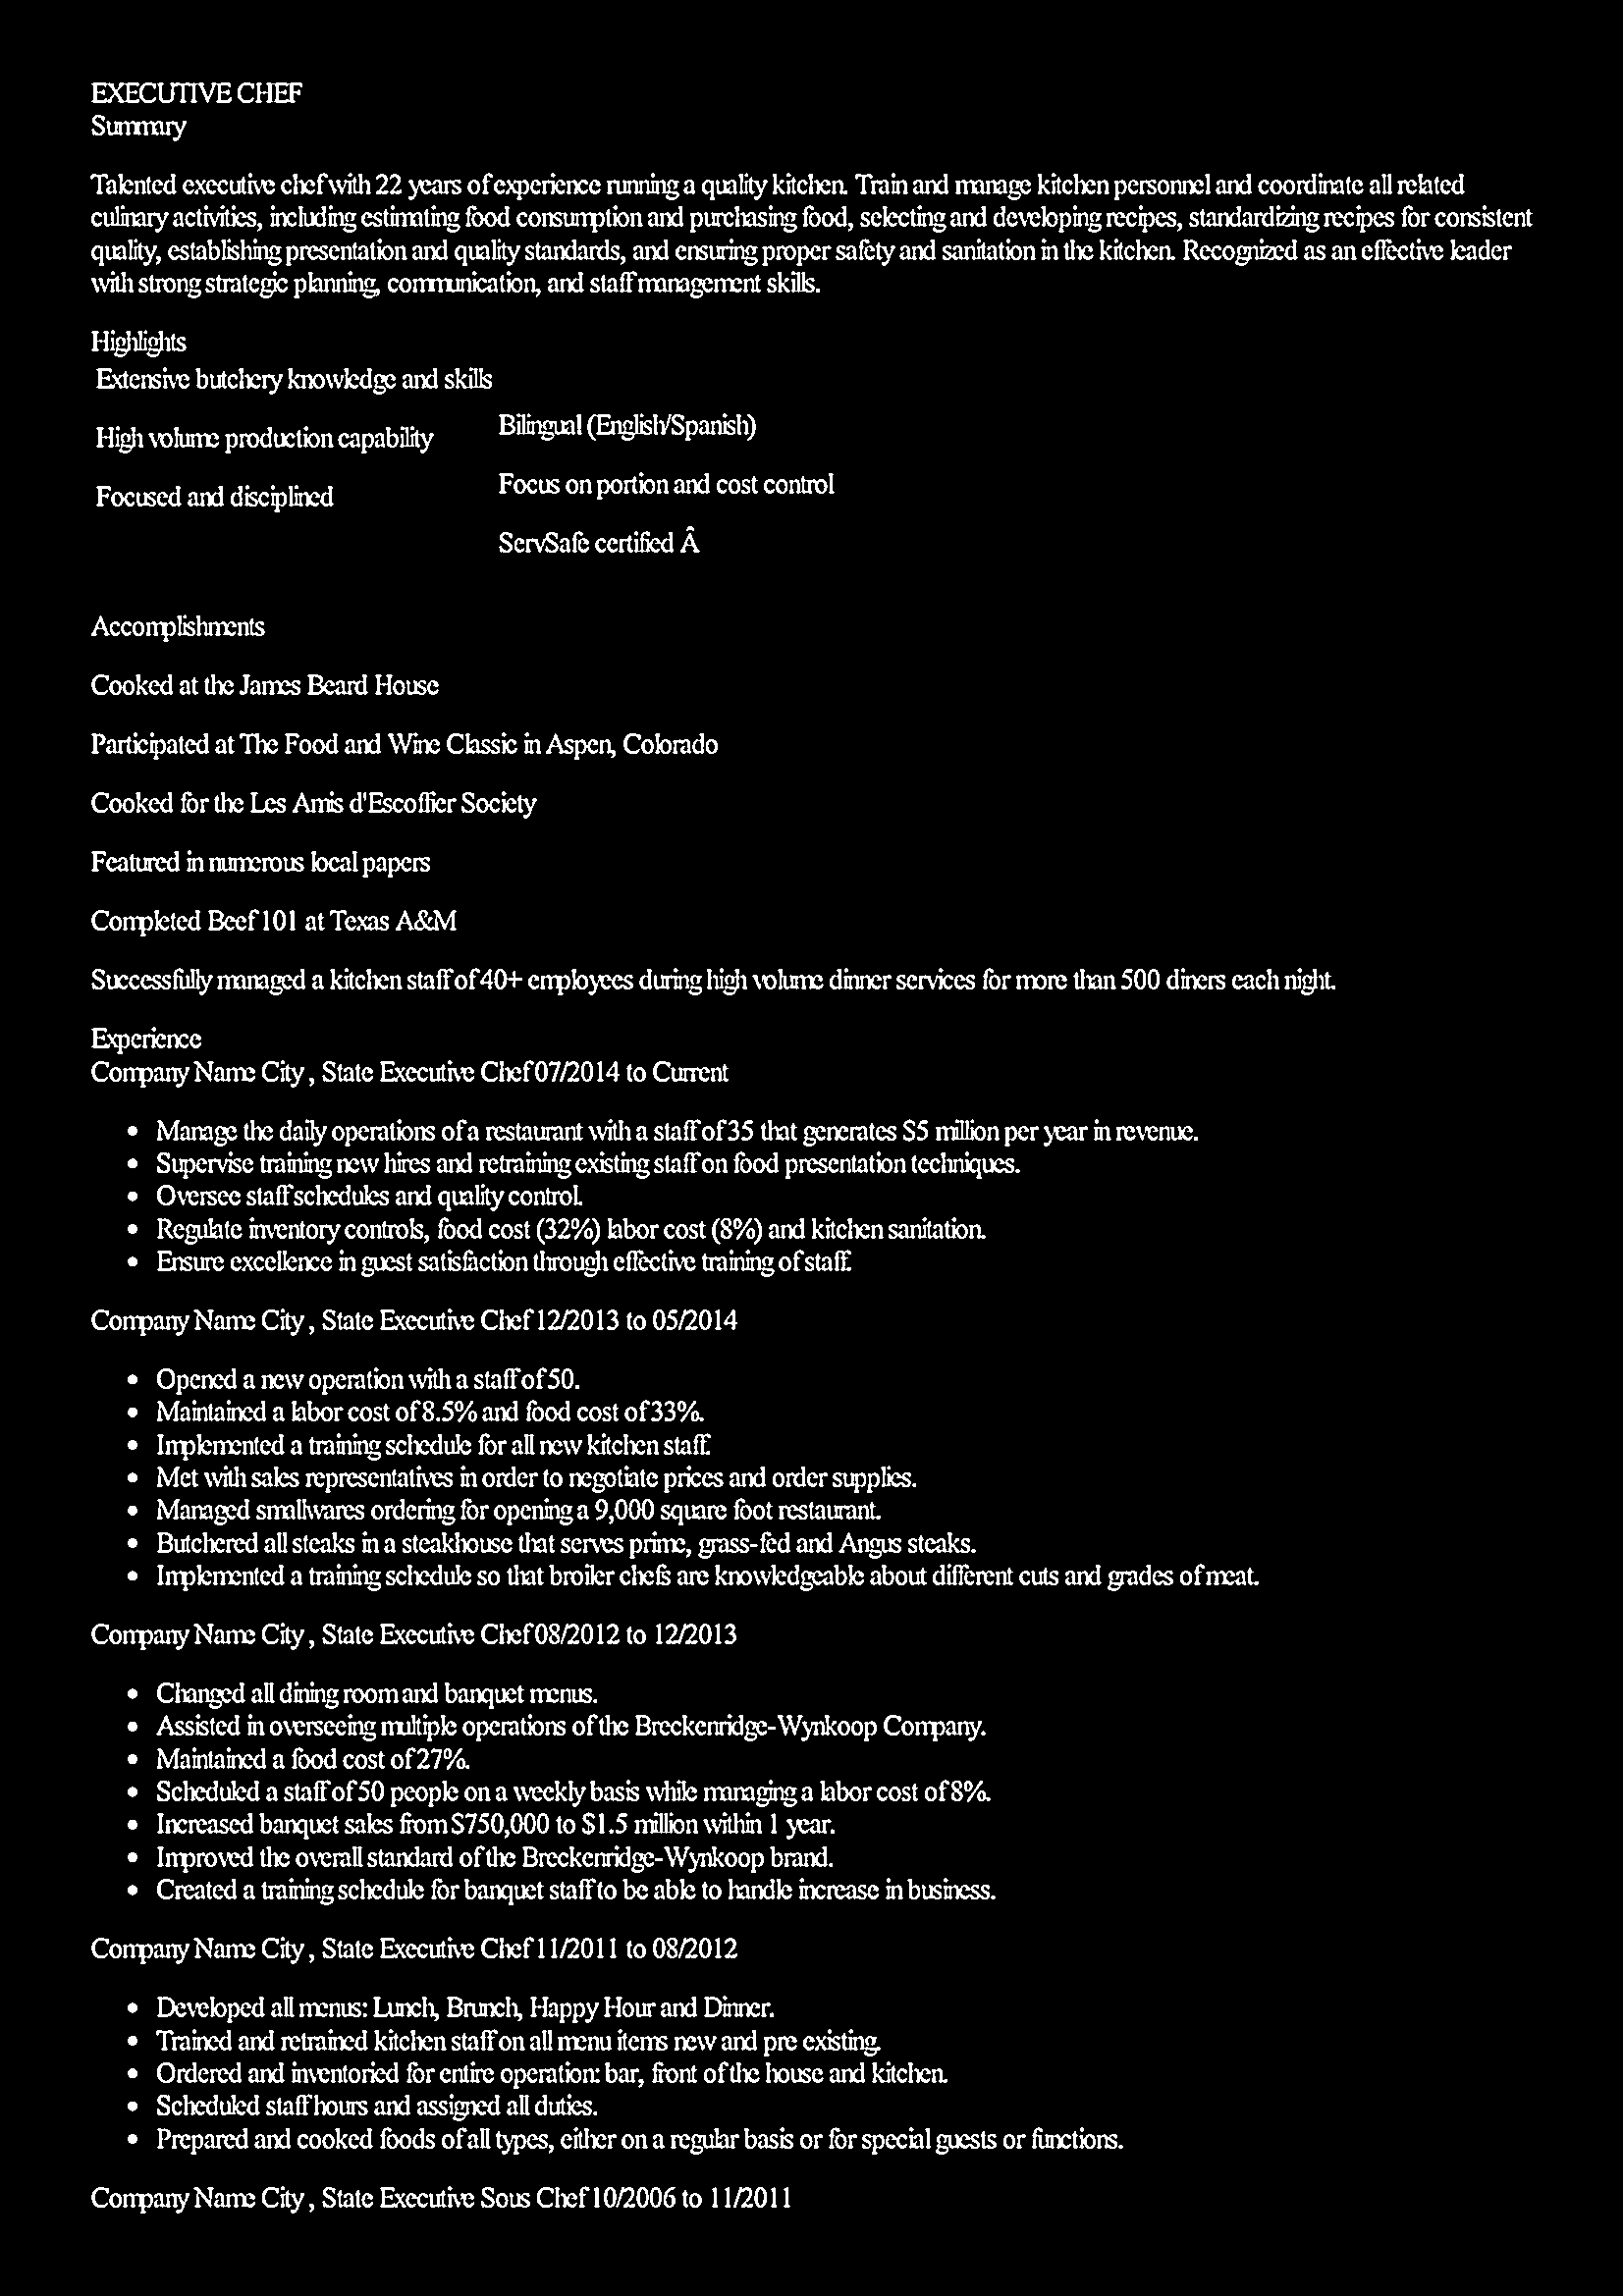 EXECUTIVE CHEF
Summary
Talented executive chef with 22 years of experience running a quality kitchen. Train and manage kitchen personnel and coordinate all related
culinary activities, including estimating food consumption and purchasing food, selecting and developing recipes, standardizing recipes for consistent
quality, establishing presentation and quality standards, and ensuring proper safety and sanitation in the kitchen. Recognized as an effective leader
with strong strategic planning, communication, and staff management skills.
Highlights
Extensive butchery knowledge and skills
High volume production capability
Focused and disciplined
Bilingual (English/Spanish)
Focus on portion and cost control
ServSafe certified Â
Accomplishments
Cooked at the James Beard House
Participated at The Food and Wine Classic in Aspen, Colorado
Cooked for the Les Amis d'Escoffier Society
Featured in numerous local papers
Completed Beef 101 at Texas A&M
Successfully managed a kitchen staff of 40+ employees during high volume dinner services for more than 500 diners each night.
Experience
Company Name City , State Executive Chef 07/2014 to Current
• Manage the daily operations of a restaurant with a staff of 35 that generates $5 million per year in revenue.
• Supervise training new hires and retraining existing staff on food presentation techniques.
• Oversee staff schedules and quality control.
• Regulate inventory controls, food cost (32%) labor cost (8%) and kitchen sanitation.
• Ensure excellence in guest satisfaction through effective training of staff.
Company Name City , State Executive Chef 12/2013 to 05/2014
• Opened a new operation with a staff of 50.
• Maintained a labor cost of 8.5% and food cost of 33%.
• Implemented a training schedule for all new kitchen staff.
• Met with sales representatives in order to negotiate prices and order supplies.
• Managed smallwares ordering for opening a 9,000 square foot restaurant.
• Butchered all steaks in a steakhouse that serves prime, grass-fed and Angus steaks.
• Implemented a training schedule so that broiler chefs are knowledgeable about different cuts and grades of meat.
Company Name City , State Executive Chef 08/2012 to 12/2013
• Changed all dining room and banquet menus.
• Assisted in overseeing multiple operations of the Breckenridge-Wynkoop Company.
• Maintained a food cost of 27%.
• Scheduled a staff of 50 people on a weekly basis while managing a labor cost of 8%.
• Increased banquet sales from $750,000 to $1.5 million within 1 year.
• Improved the overall standard of the Breckenridge-Wynkoop brand.
• Created a training schedule for banquet staff to be able to handle increase in business.
Company Name City , State Executive Chef 11/2011 to 08/2012
• Developed all menus: Lunch, Brunch, Happy Hour and Dinner.
• Trained and retrained kitchen staff on all menu items new and pre existing.
• Ordered and inventoried for entire operation: bar, front of the house and kitchen.
• Scheduled staff hours and assigned all duties.
• Prepared and cooked foods of all types, either on a regular basis or for special guests or functions.
Company Name City , State Executive Sous Chef 10/2006 to 11/2011